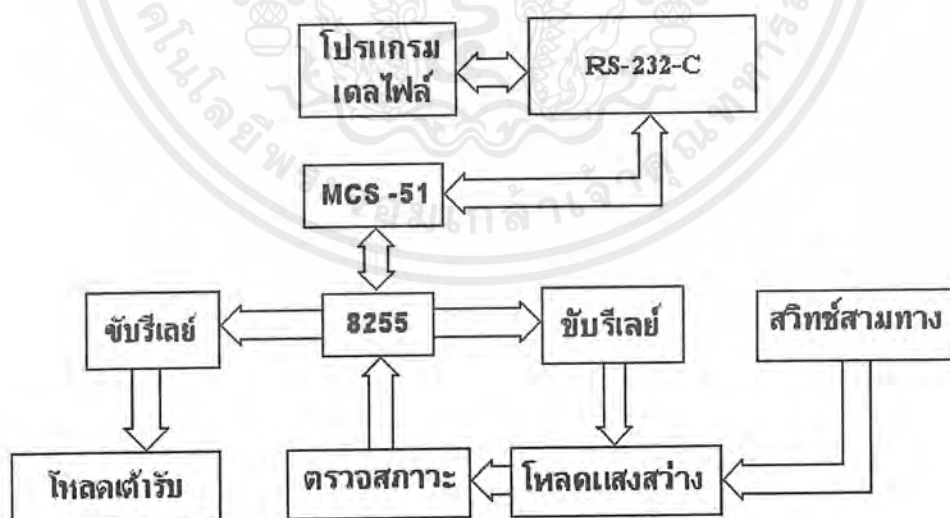 โปรแกรม
เดลไฟล์
RS-232-C
MCS -51
ขับรีเลย์
8255
ขับรีเลย์
สวิทช์สามทาง
โหลดเต้ารับ
ตรวจสภาวะ
โหลดแสงสว่าง